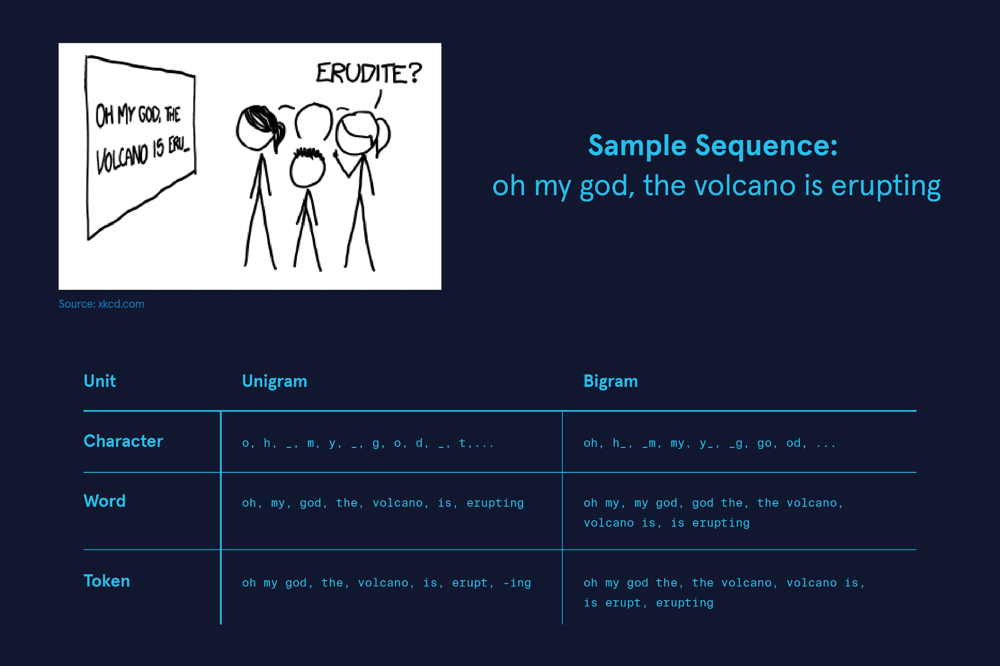 ERUDITE?
OH MY GOD, THE
VOLCANO IS ERU_
Source: xkcd.com
Sample Sequence:
oh my god, the volcano is erupting
Unit Unigram Bigram
Character o, h, _, m, y, _, g, o, d, _, t,... oh, h_, _m, my, y_, _g, go, od, ...
Word oh, my, god, the, volcano, is, erupting oh my, my god, god the, the volcano,
volcano is, is erupting
Token oh my god, the, volcano, is, erupt, -ing oh my god the, the volcano, volcano is,
is erupt, erupting